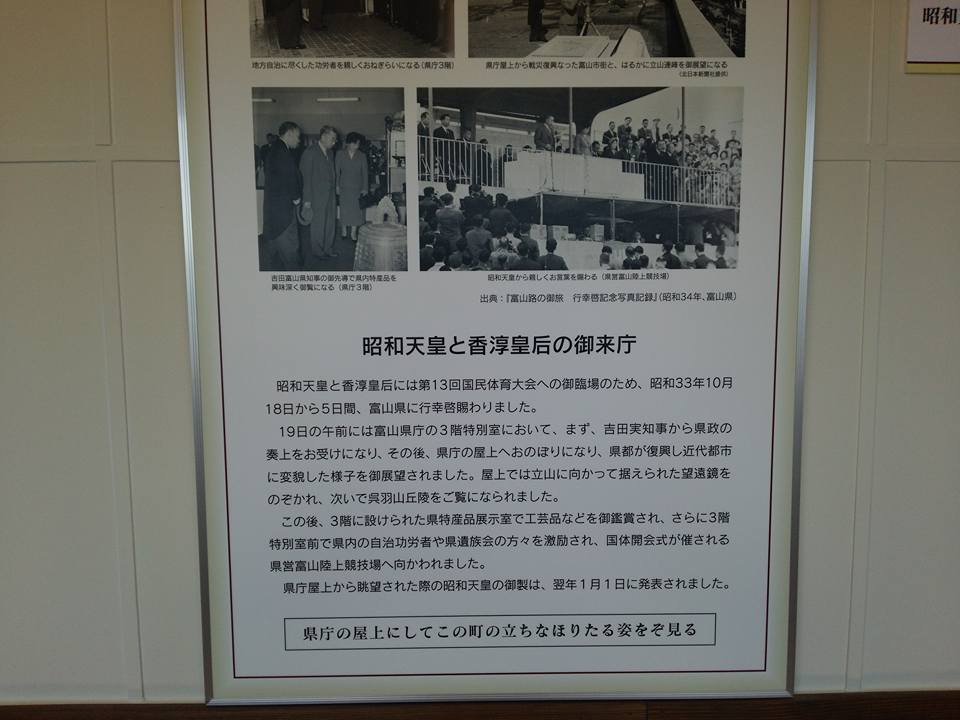 昭和
地方自治に尽くした功労者を親しくおねぎらいになる（県庁3階）
県庁屋上から戦災復興なった富山市街と、はるかに立山連峰を御展望になる
（北日本新聞社提供）
吉田富山県知事の御先導で県内特産品を
興味深く御覧になる（県庁3階）
昭和天皇から親しくお言葉を賜わる（県営富山陸上競技場）
出典：『富山路の御旅　行幸啓記念写真記録』（昭和34年、富山県）
昭和天皇と香淳皇后の御来庁
昭和天皇と香淳皇后には第13回国民体育大会への御臨場のため、昭和33年10月
18日から5日間、富山県に行幸啓賜わりました。
19日の午前には富山県庁の3階特別室において、まず、吉田実知事から県政の
奏上をお受けになり、その後、県庁の屋上へおのぼりになり、県都が復興し近代都市
に変貌した様子を御展望されました。屋上では立山に向かって据えられた望遠鏡を
のぞかれ、次いで呉羽山丘陵をご覧になられました。
この後、3階に設けられた県特産品展示室で工芸品などを御鑑賞され、さらに3階
特別室前で県内の自治功労者や県遺族会の方々を激励され、国体開会式が催される
県営富山陸上競技場へ向かわれました。
県庁屋上から眺望された際の昭和天皇の御製は、翌年1月1日に発表されました。
県庁の屋上にしてこの町の立ちなほりたる姿をぞ見る